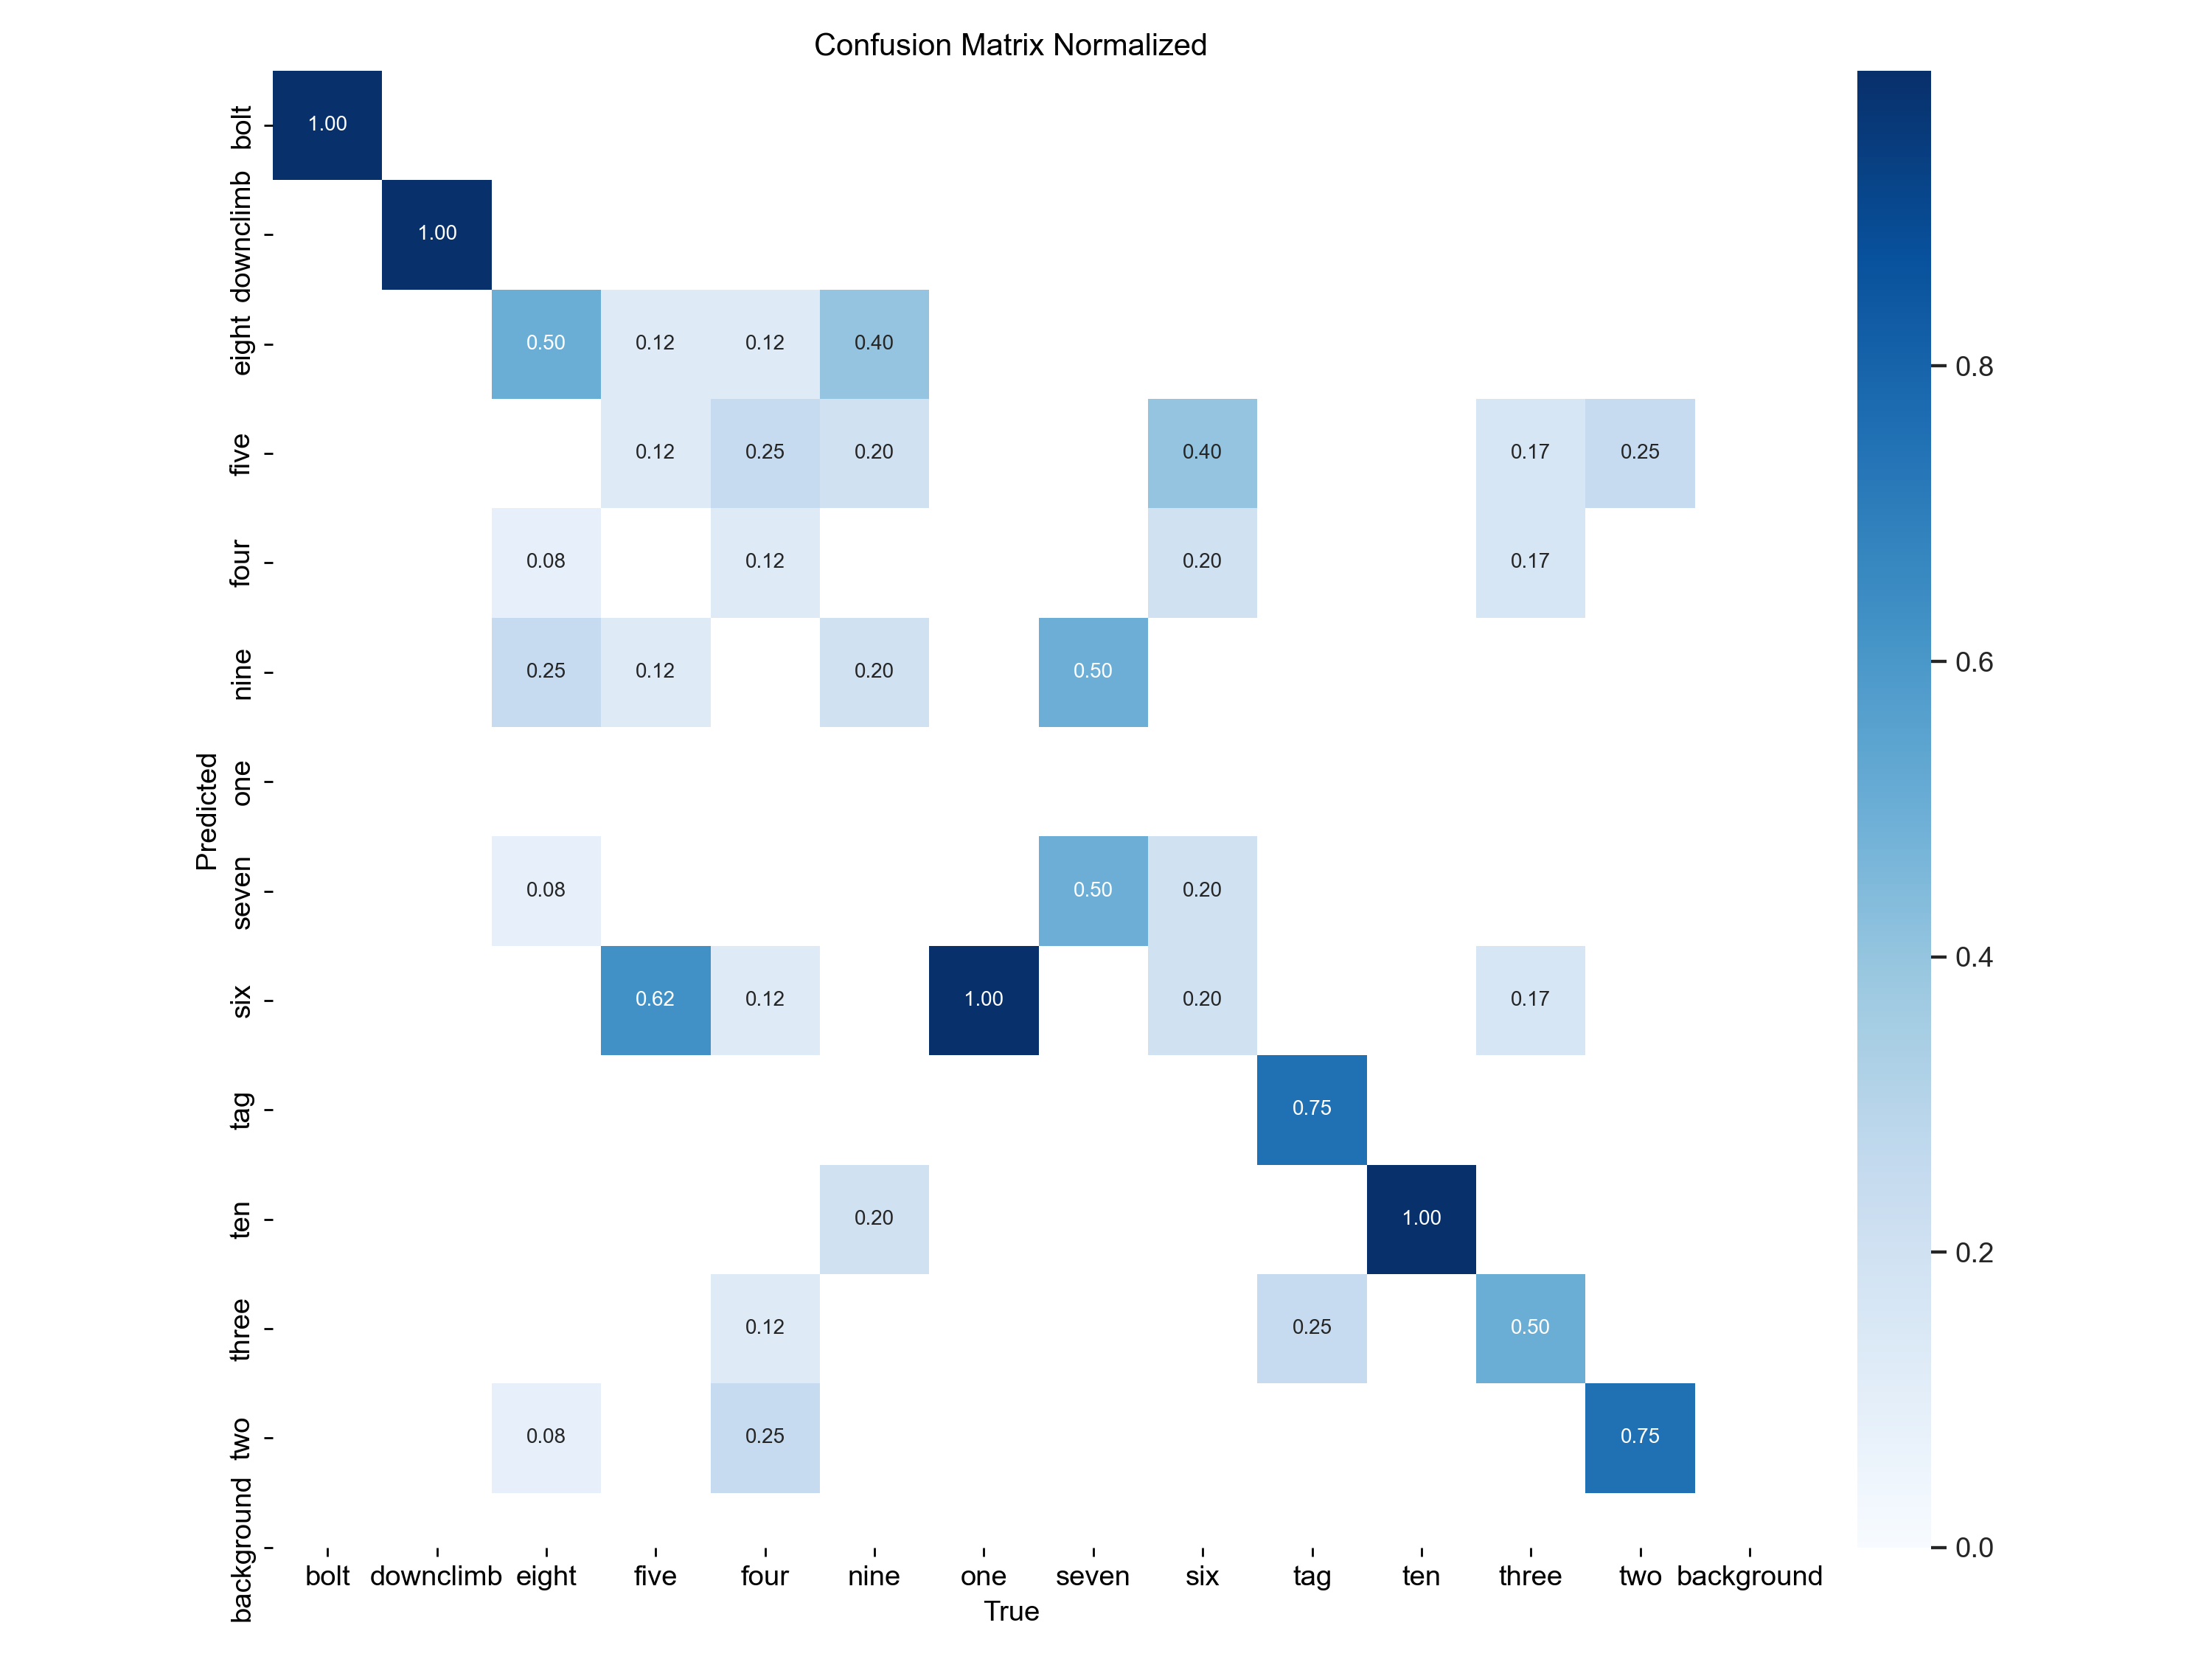 Confusion Matrix Normalized
bolt
1.00
downclimb
1.00
eight
0.50 0.12 0.12 0.40
five
0.12 0.25 0.20 0.40 0.17 0.25
four
0.08 0.12 0.20 0.17
nine
0.25 0.12 0.20 0.50
one
Predicted
seven
0.08 0.50 0.20
six
0.62 0.12 1.00 0.20 0.17
tag
0.75
ten
0.20 1.00
three
0.12 0.25 0.50
two
0.08 0.25 0.75
background
bolt downclimb eight five four nine one seven six tag ten three two background
True
0.8
0.6
0.4
0.2
0.0